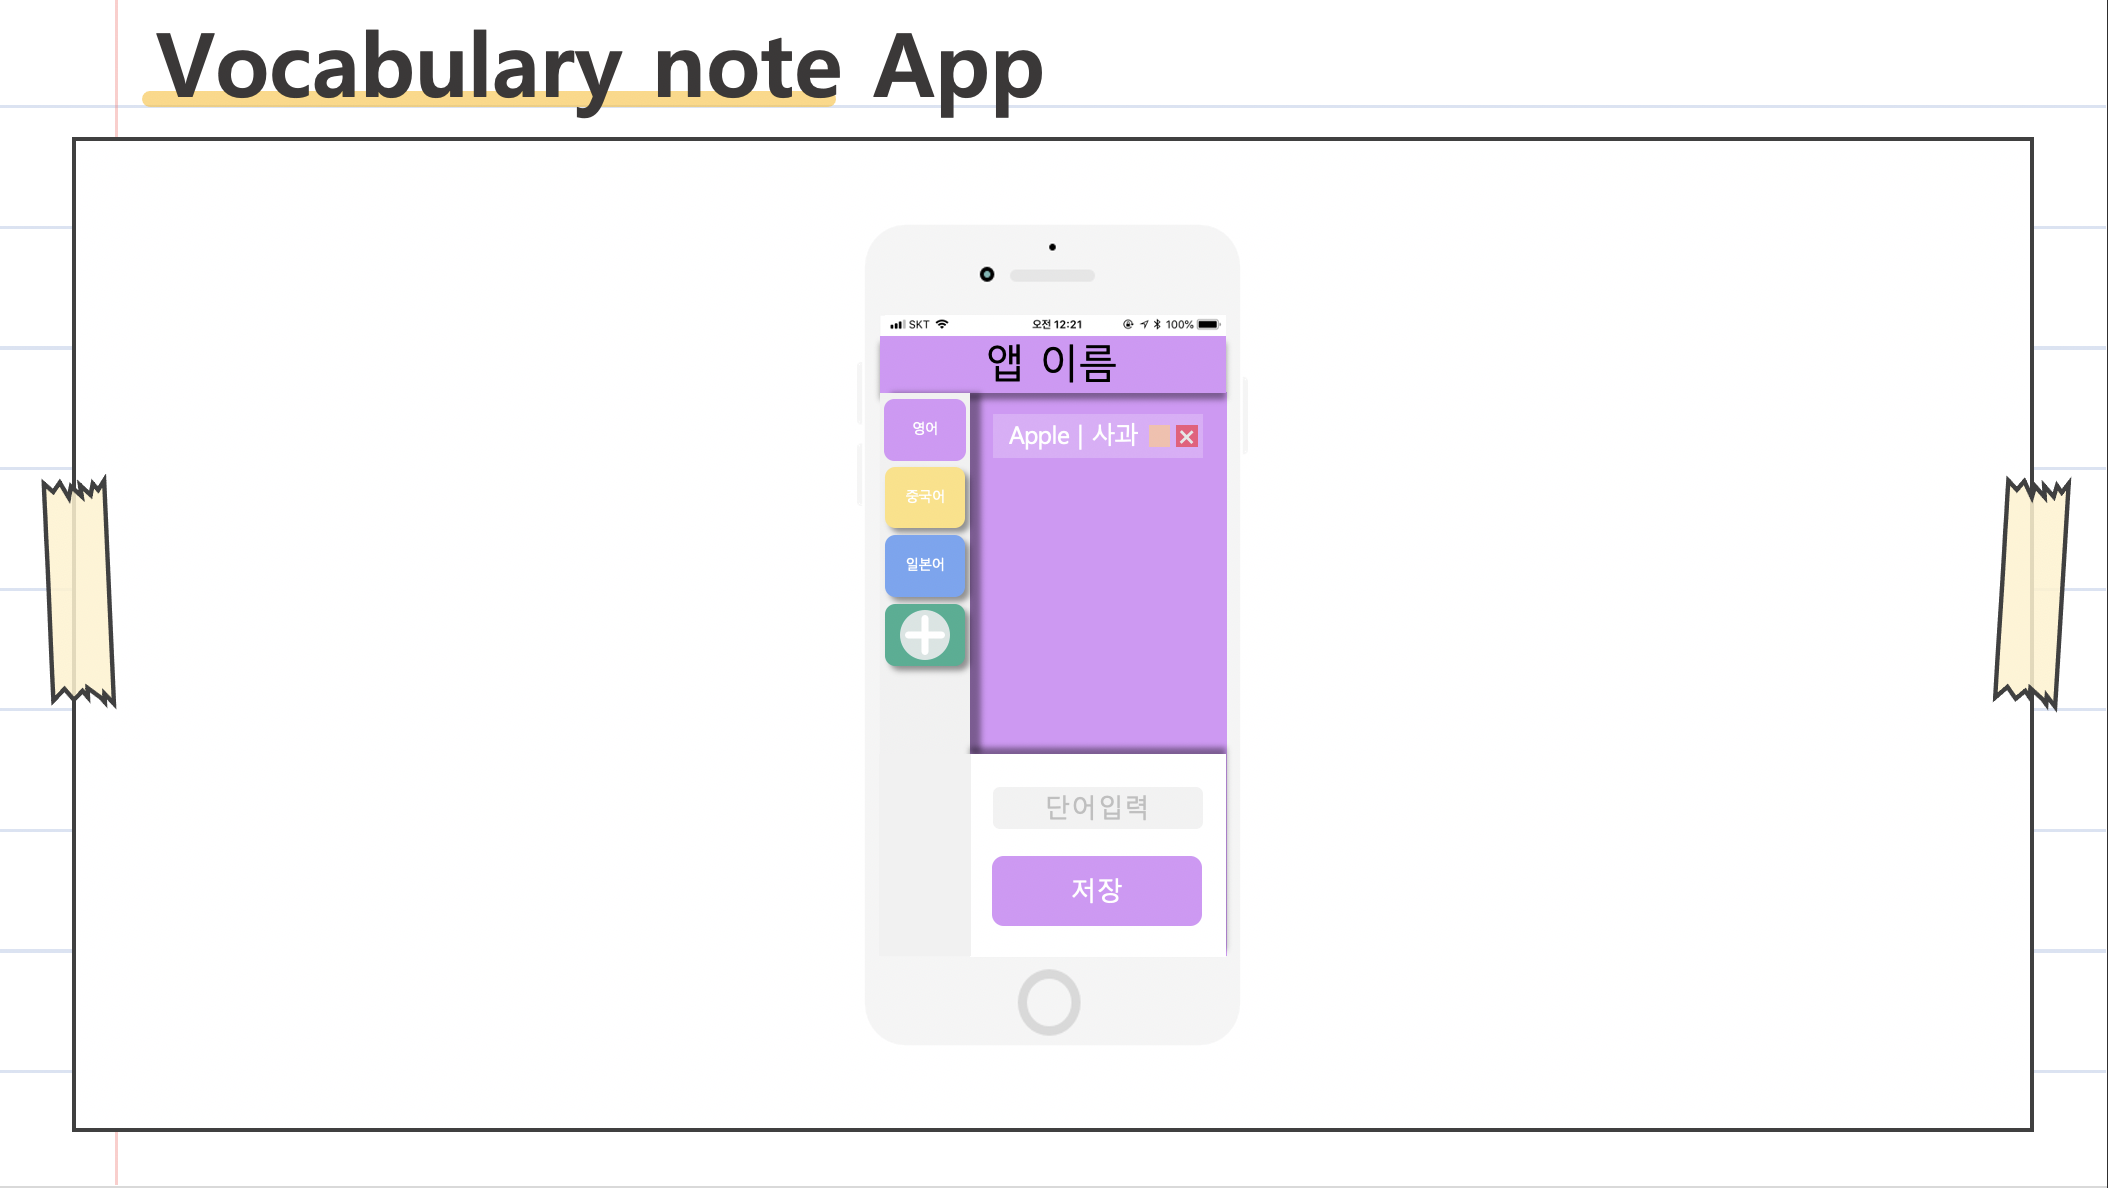 Vocabulary note App
SKT 오전 12:21 100%
앱 이름
영어
중국어
일본어
Apple | 사과
단어입력
저장